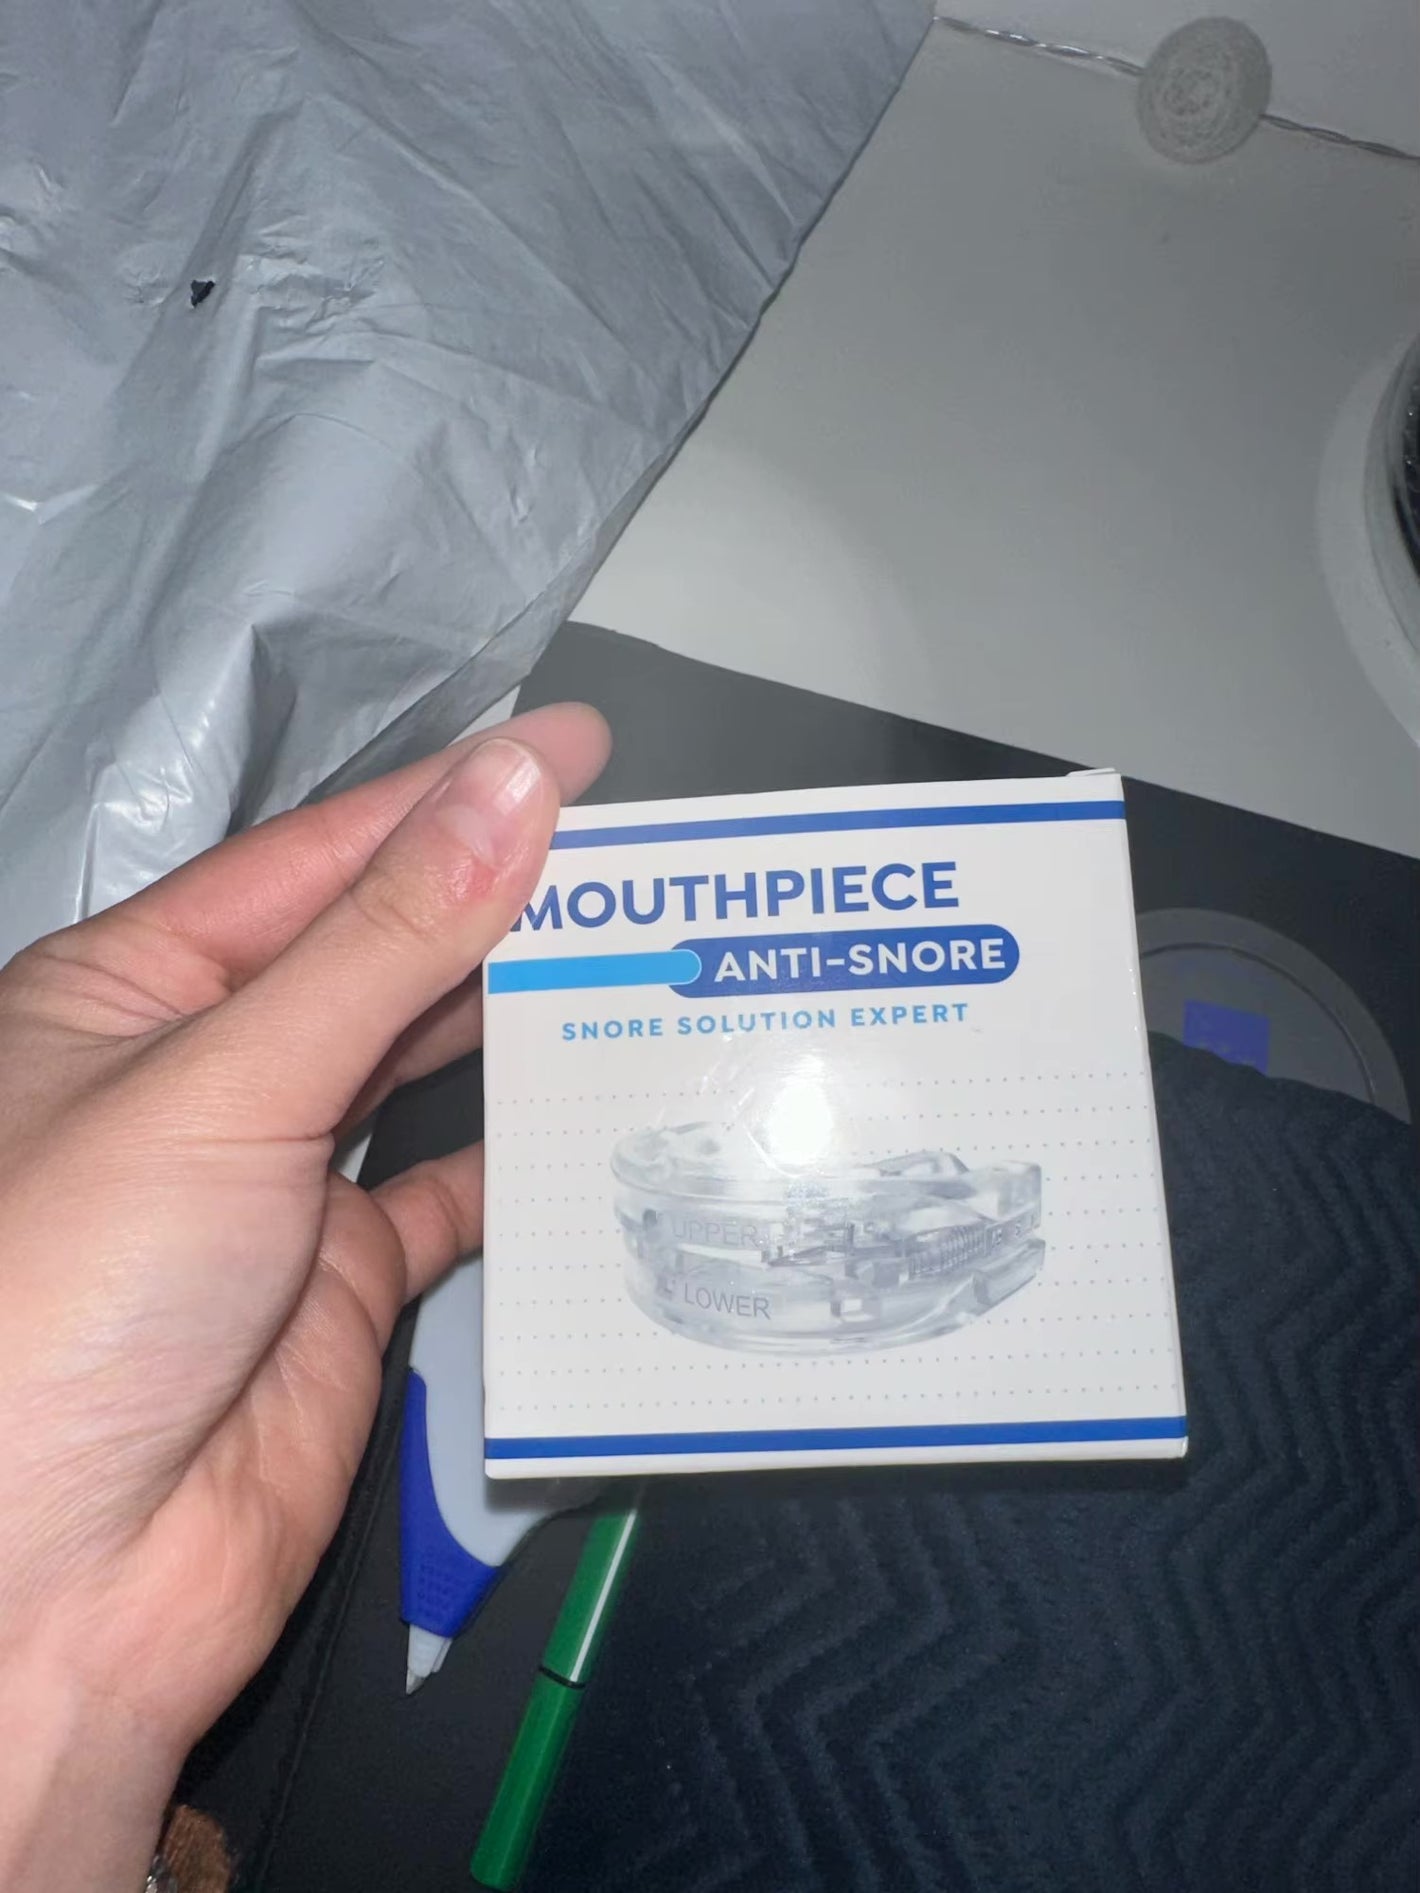 MOUTHPIECE
ANTI-SNORE
SNORE SOLUTION EXPERT
UPPER
LOWER